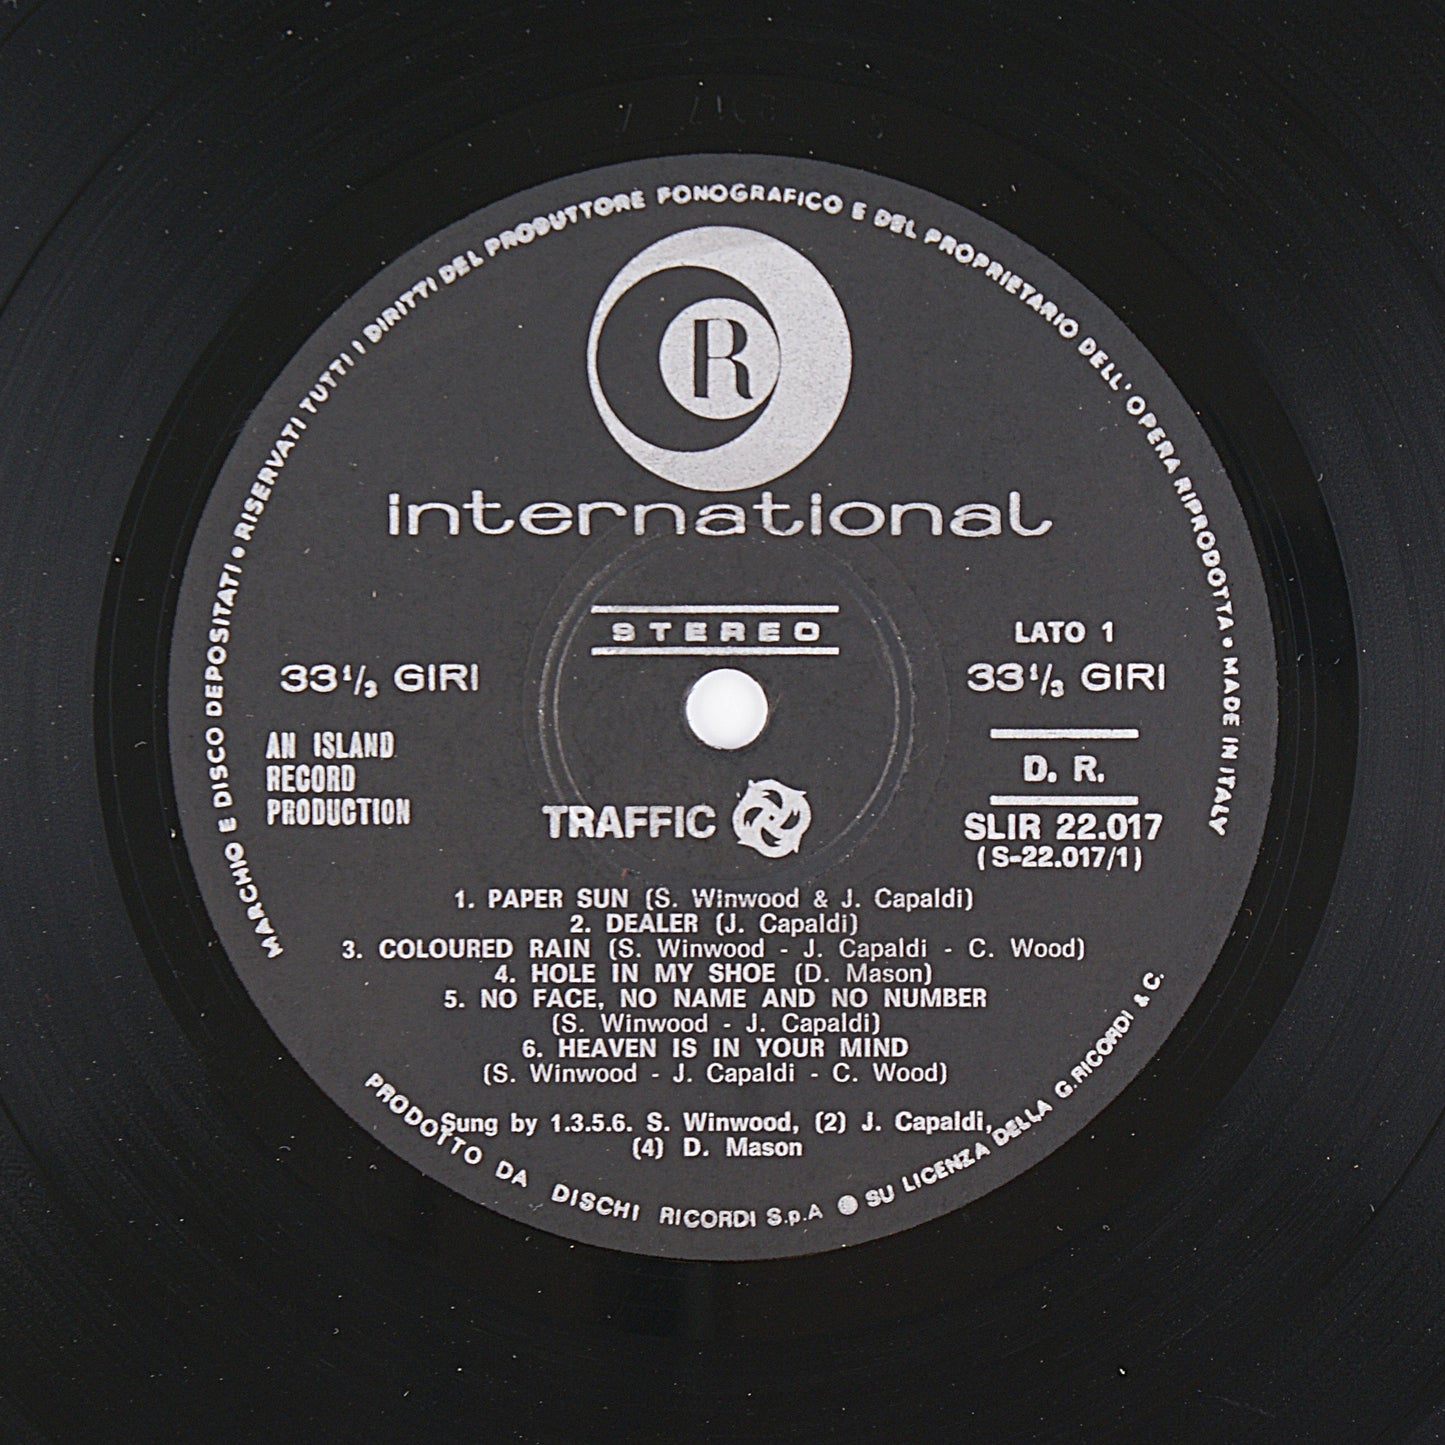 MARCHIO E DISCO DEPOSITATI • RISERVATI TUTTI I DIRITTI DEL PRODUTTORE FONOGRAFICO E DEL PROPRIETARIO DELL' OPERA RIPRODOTTA • MADE IN ITALY
R
international
STEREO
LATO 1
33 1/3 GIRI
33 1/3 GIRI
AN ISLAND
RECORD
PRODUCTION
D. R.
SLIR 22.017
(S-22.017/1)
TRAFFIC
1. PAPER SUN (S. Winwood & J. Capaldi)
2. DEALER (J. Capaldi)
3. COLOURED RAIN (S. Winwood - J. Capaldi - C. Wood)
4. HOLE IN MY SHOE (D. Mason)
5. NO FACE, NO NAME AND NO NUMBER
(S. Winwood - J. Capaldi)
6. HEAVEN IS IN YOUR MIND
(S. Winwood - J. Capaldi - C. Wood)
Sung by 1.3.5.6. S. Winwood, (2) J. Capaldi,
(4) D. Mason
PRODOTTO DA DISCHI RICORDI S.p.A ● SU LICENZA DELLA G.RICORDI & C.